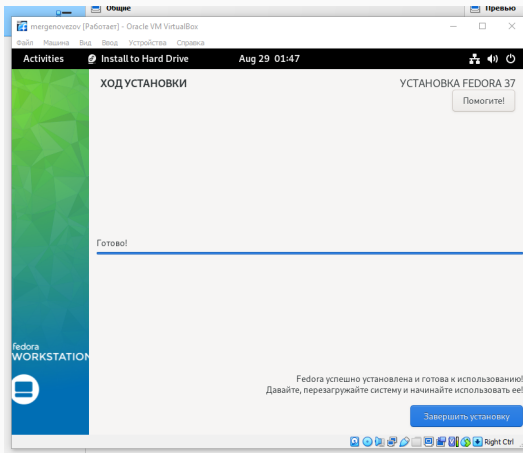 Общие
Превью
mergenovezov [Работает] - Oracle VM VirtualBox
Файл Машина Вид Ввод Устройства Справка
Activities Install to Hard Drive Aug 29 01:47
ХОД УСТАНОВКИ
УСТАНОВКА FEDORA 37
Помогите!
Готово!
fedora
WORKSTATION
Fedora успешно установлена и готова к использованию!
Давайте, перезагружайте систему и начинайте использовать ее!
Завершить установку
Right Ctrl